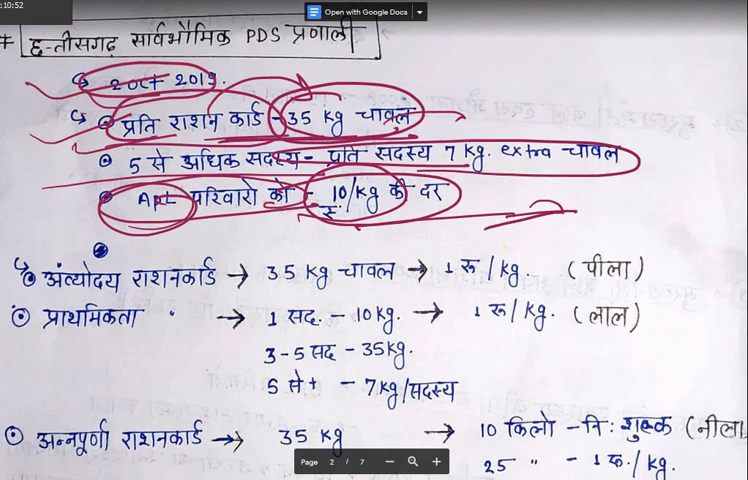 :10:52
Open with Google Docs
# छ-तीसगढ़ सार्वभौमिक PDS प्रणाली
2 Oct 2019.
प्रति राशन कार्ड - 35 kg चावल
5 से अधिक सदस्य - प्रति सदस्य 7 kg. extra चावल
APL परिवारो को - रु. 10/kg की दर
अंत्योदय राशनकार्ड → 35 kg चावल → 1 रू / kg. (पीला)
प्राथमिकता → 1 सद. - 10 kg. → 1 रू / kg. (लाल)
3-5 सद - 35 kg.
5 से + - 7 kg/सदस्य
अन्नपूर्णा राशनकार्ड → 35 kg → 10 किलो - नि: शुल्क (नीला
25 " - 1 रु. / kg.
Page 2 / 7